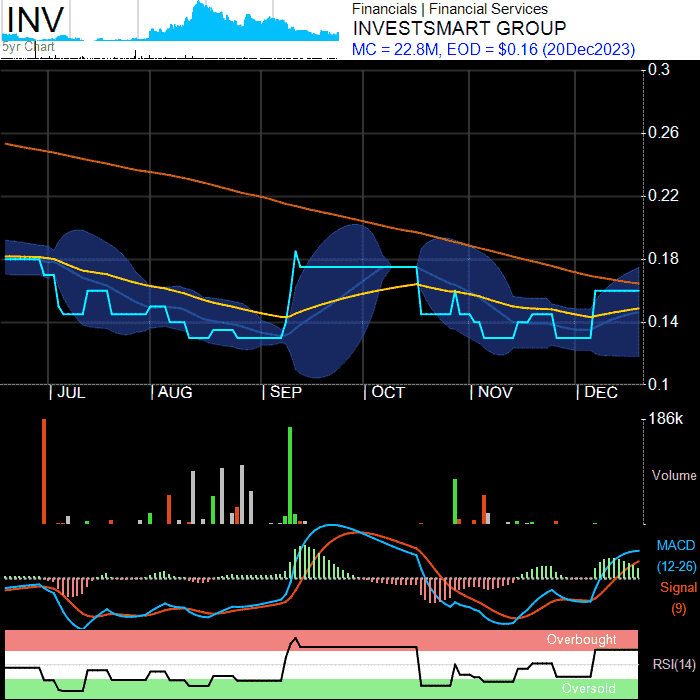 INV
5yr Chart
Financials | Financial Services
INVESTSMART GROUP
MC = 22.8M, EOD = $0.16 (20Dec2023)
0.3
0.26
0.22
0.18
0.14
0.1
| JUL | AUG | SEP | OCT | NOV | DEC
186k
Volume
MACD
(12-26)
Signal
(9)
Overbought
RSI(14)
Oversold